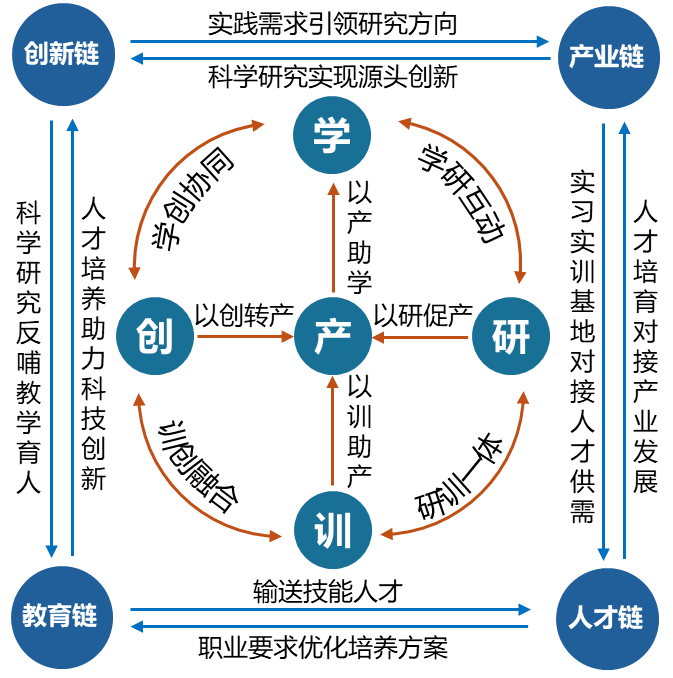 实践需求引领研究方向
创新链
产业链
科学研究实现源头创新
学
学创协同
学研互动
以产助学
科学研究反哺教学育人
人才培养助力科技创新
实习实训基地对接人才供需
人才培育对接产业发展
创
以创转产
产
以研促产
研
以训助产
训创融合
研训一体
训
教育链
输送技能人才
人才链
职业要求优化培养方案